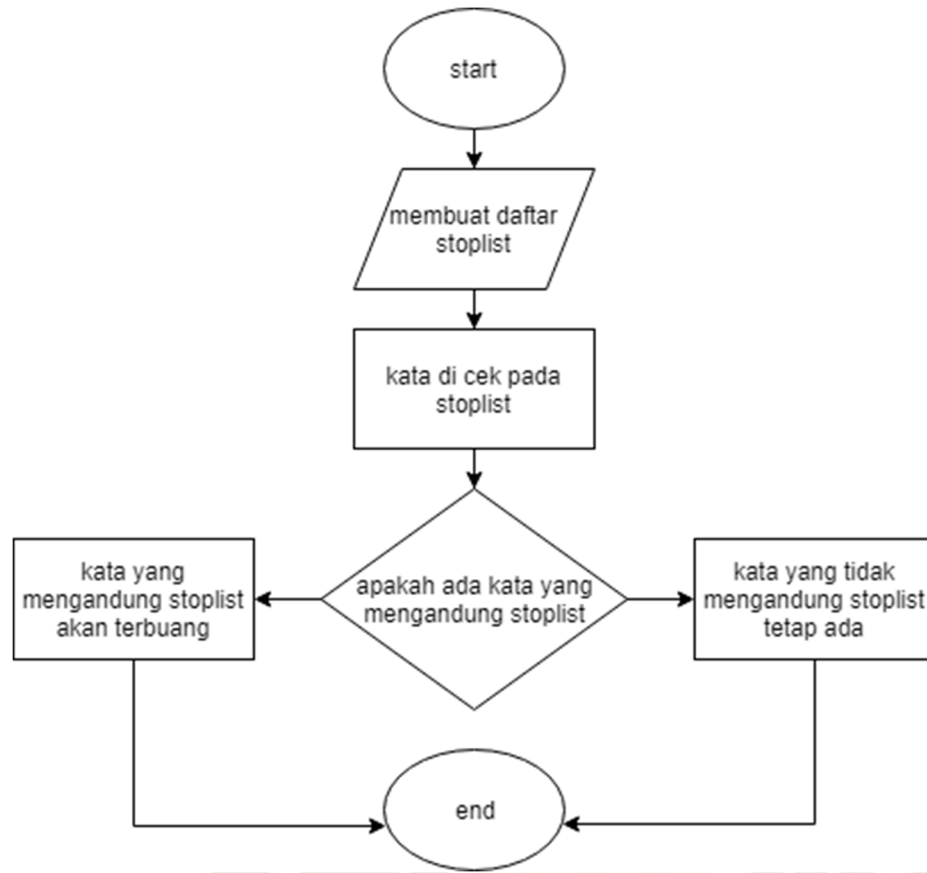 start
membuat daftar
stoplist
kata di cek pada
stoplist
apakah ada kata yang
mengandung stoplist
kata yang
mengandung stoplist
akan terbuang
kata yang tidak
mengandung stoplist
tetap ada
end